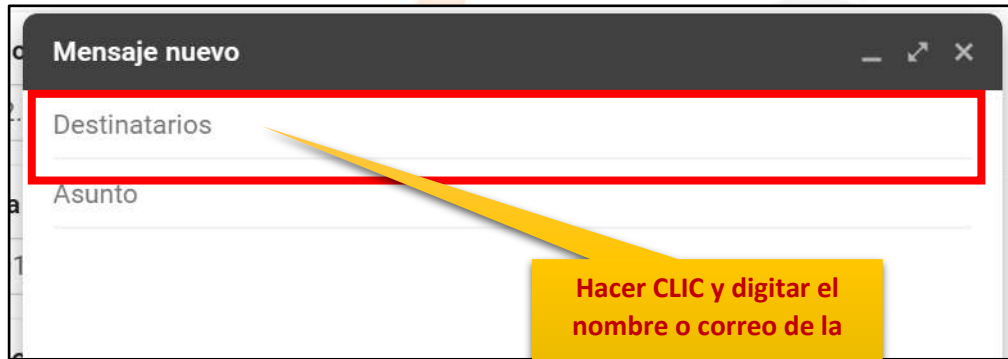 Mensaje nuevo
Destinatarios
Asunto
Hacer CLIC y digitar el
nombre o correo de la